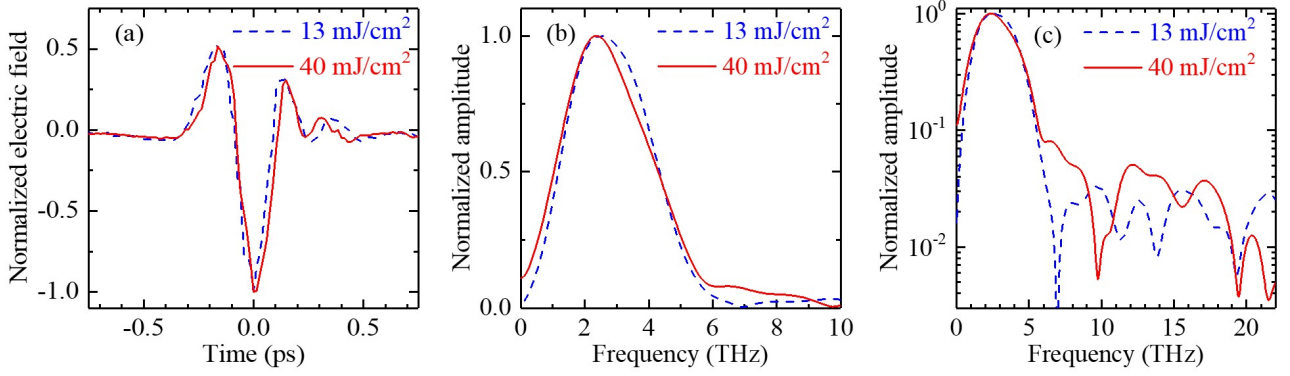 (a)
13 mJ/cm²
40 mJ/cm²
Normalized electric field
0.5
0.0
-0.5
-1.0
-0.5
0.0
0.5
Time (ps)
(b)
13 mJ/cm²
40 mJ/cm²
Normalized amplitude
1.0
0.5
0.0
0
2
4
6
8
10
Frequency (THz)
(c)
13 mJ/cm²
40 mJ/cm²
Normalized amplitude
10⁰
10⁻¹
10⁻²
0
5
10
15
20
Frequency (THz)